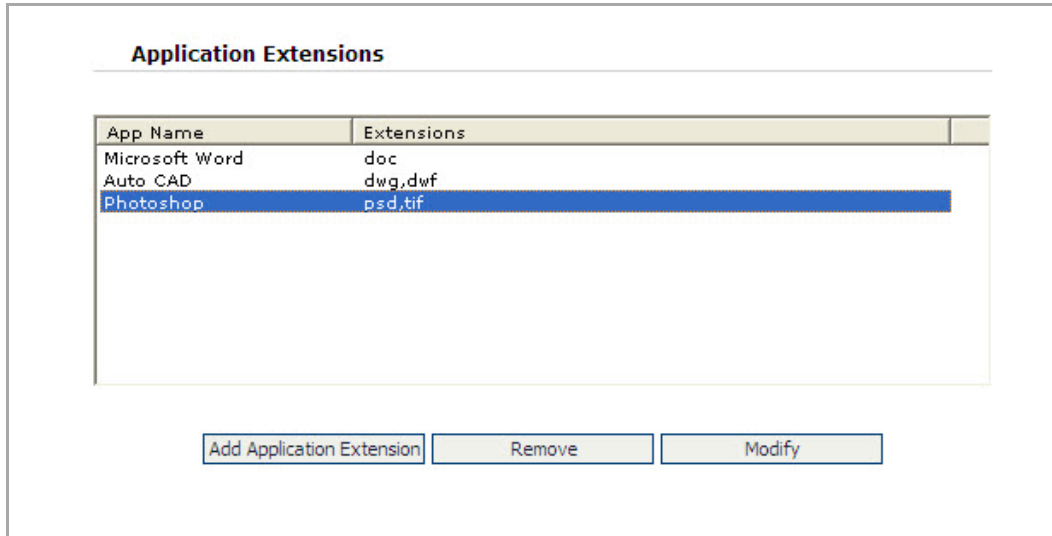 Application Extensions
App Name Extensions
Microsoft Word doc
Auto CAD dwg,dwf
Photoshop psd,tif
Add Application Extension Remove Modify